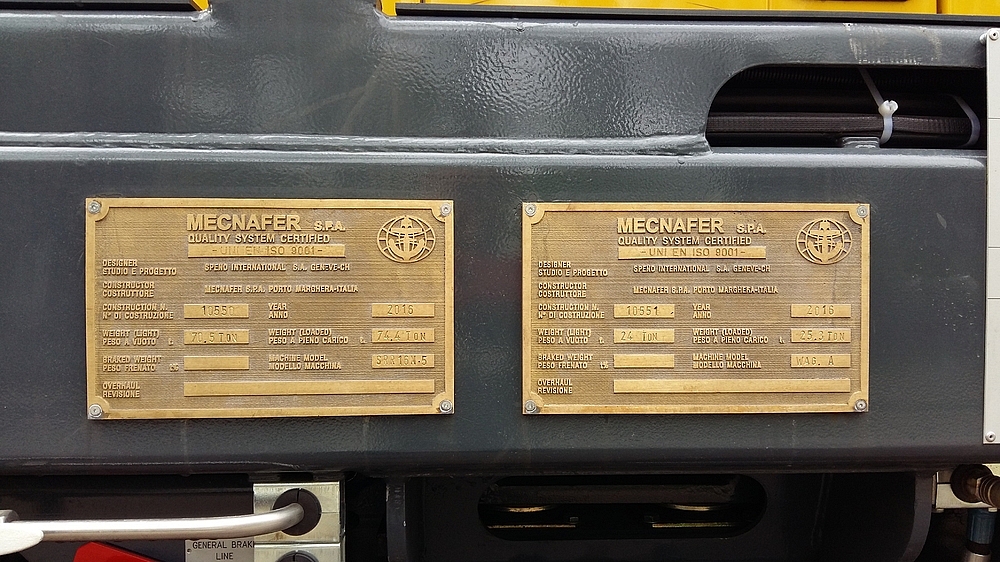 MECNAFER S.P.A.
QUALITY SYSTEM CERTIFIED
-UNI EN-ISO 9001-
DESIGNER
STUDIO E PROGETTO SPENO INTERNATIONAL S.A. GENEVE-CH
CONSTRUCTOR
COSTRUTTORE MECNAFER S.P.A. PORTO MARGHERA-ITALIA
CONSTRUCTION N.
N° DI COSTRUZIONE 10550 YEAR
ANNO 2016
WEIGHT (LIGHT)
PESO A VUOTO t. 70,5 TON WEIGHT (LOADED)
PESO A PIENO CARICO t. 74,4 TON
BRAKED WEIGHT
PESO FRENATO MACHINE MODEL
MODELLO MACCHINA
OVERHAUL
REVISIONE
MECNAFER S.P.A.
QUALITY SYSTEM CERTIFIED
-UNI EN-ISO 9001-
DESIGNER
STUDIO E PROGETTO SPENO INTERNATIONAL S.A. GENEVE-CH
CONSTRUCTOR
COSTRUTTORE MECNAFER S.P.A. PORTO MARGHERA-ITALIA
CONSTRUCTION N.
N° DI COSTRUZIONE 10551 YEAR
ANNO 2016
WEIGHT (LIGHT)
PESO A VUOTO t. 24 TON WEIGHT (LOADED)
PESO A PIENO CARICO t. 25,3 TON
BRAKED WEIGHT
PESO FRENATO MACHINE MODEL
MODELLO MACCHINA WAG. A
OVERHAUL
REVISIONE
GENERAL BRAKE
LINE